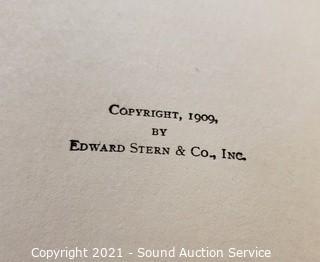 Copyright, 1909,
by
Edward Stern & Co., Inc.
Copyright 2021 - Sound Auction Service